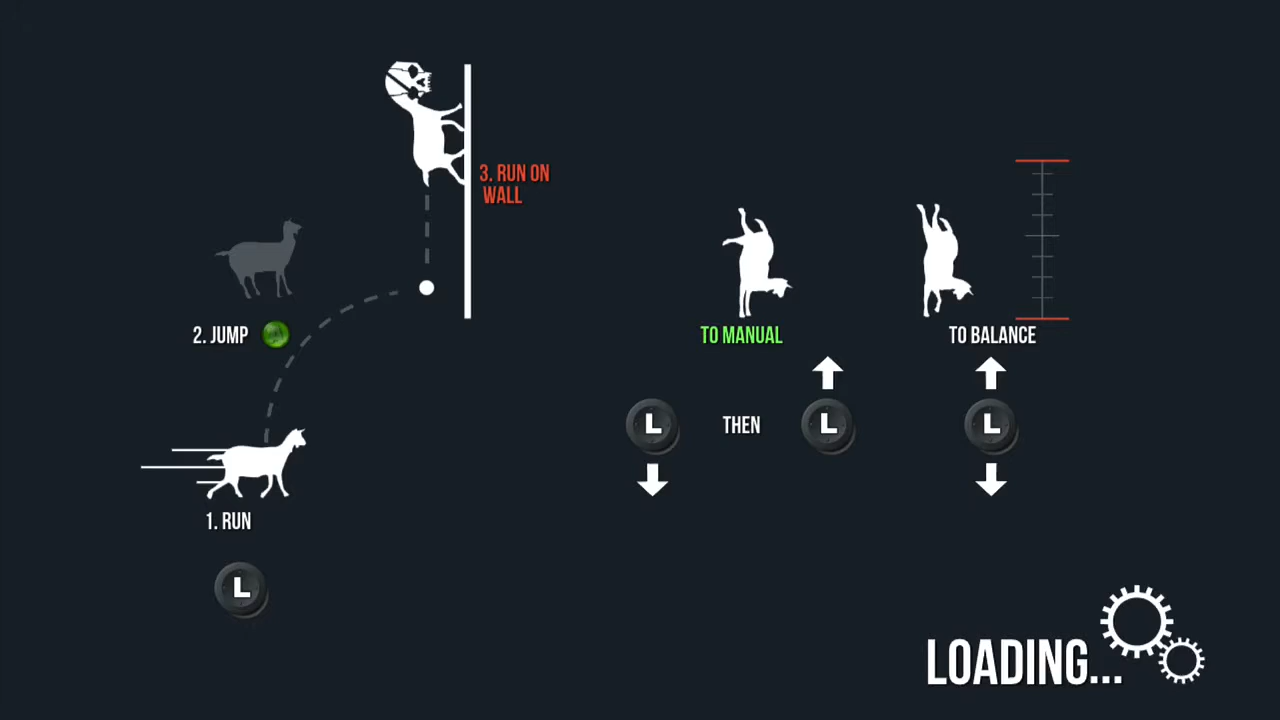 3. RUN ON
WALL
2. JUMP
1. RUN
L
TO MANUAL
L THEN L
TO BALANCE
L
LOADING...